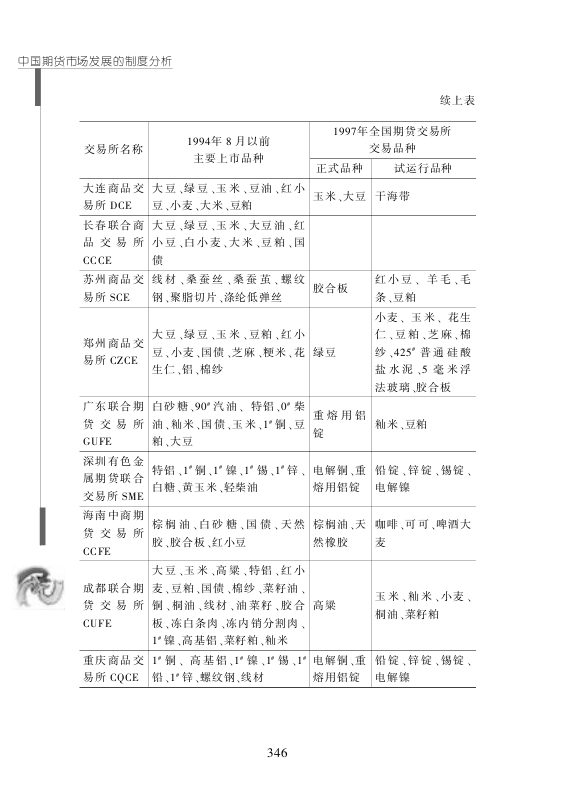 中国期货市场发展的制度分析
续上表
交易所名称
1994年 8 月以前
主要上市品种
1997年全国期货交易所
交易品种
正式品种
试运行品种
大连商品交
易所 DCE
大豆、绿豆、玉米、豆油、红小
豆、小麦、大米、豆粕
玉米、大豆
干海带
长春联合商
品交易所
CCCE
大豆、绿豆、玉米、大豆油、红
小豆、白小麦、大米、豆粕、国
债
苏州商品交
易所 SCE
线材、桑蚕丝、桑蚕茧、螺纹
钢、聚脂切片、涤纶低弹丝
胶合板
红小豆、羊毛、毛
条、豆粕
郑州商品交
易所 CZCE
大豆、绿豆、玉米、豆粕、红小
豆、小麦、国债、芝麻、粳米、花
生仁、铝、棉纱
绿豆
小麦、玉米、花生
仁、豆粕、芝麻、棉
纱、425# 普通硅酸
盐水泥、5 毫米浮
法玻璃、胶合板
广东联合期
货交易所
GUFE
白砂糖、90# 汽油、特铝、0# 柴
油、籼米、国债、玉米、1# 铜、豆
粕、大豆
重熔用铝
锭
籼米、豆粕
深圳有色金
属期货联合
交易所 SME
特铝、1# 铜、1# 镍、1# 锡、1# 锌、
白糖、黄玉米、轻柴油
电解铜、重
熔用铝锭
铅锭、锌锭、锡锭、
电解镍
海南中商期
货交易所
CCFE
棕榈油、白砂糖、国债、天然
胶、胶合板、红小豆
棕榈油、天
然橡胶
咖啡、可可、啤酒大
麦
成都联合期
货交易所
CUFE
大豆、玉米、高粱、特铝、红小
麦、豆粕、国债、棉纱、菜籽油、
铜、桐油、线材、油菜籽、胶合
板、冻白条肉、冻内销分割肉、
1# 镍、高基铝、菜籽粕、籼米
高粱
玉米、籼米、小麦、
桐油、菜籽粕
重庆商品交
易所 CQCE
1# 铜、高基铝、1# 镍、1# 锡、1#
铅、1# 锌、螺纹钢、线材
电解铜、重
熔用铝锭
铅锭、锌锭、锡锭、
电解镍
346